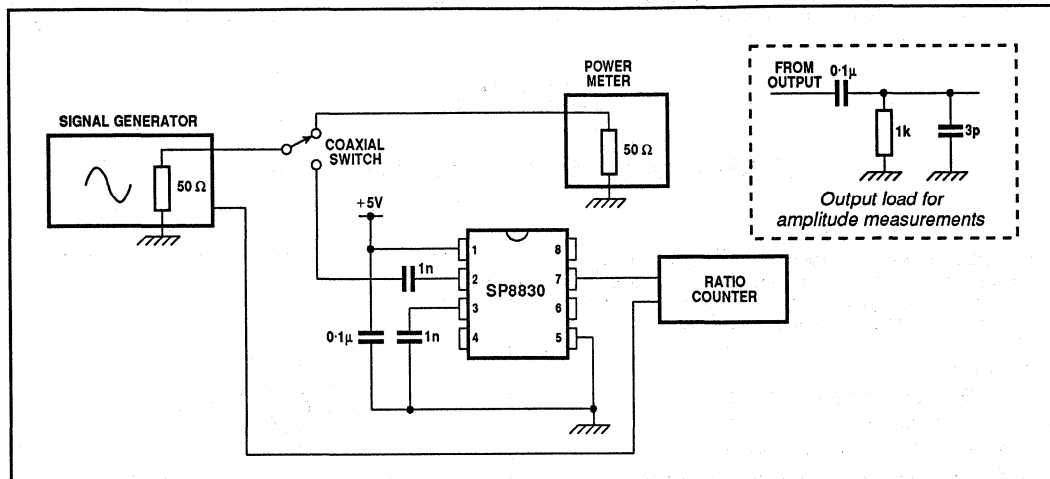 SIGNAL GENERATOR
50 Ω
COAXIAL
SWITCH
POWER
METER
50 Ω
FROM
OUTPUT
0·1μ
1k
3p
Output load for
amplitude measurements
+5V
1n
0·1μ
1n
1
2
3
4
SP8830
8
7
6
5
RATIO
COUNTER